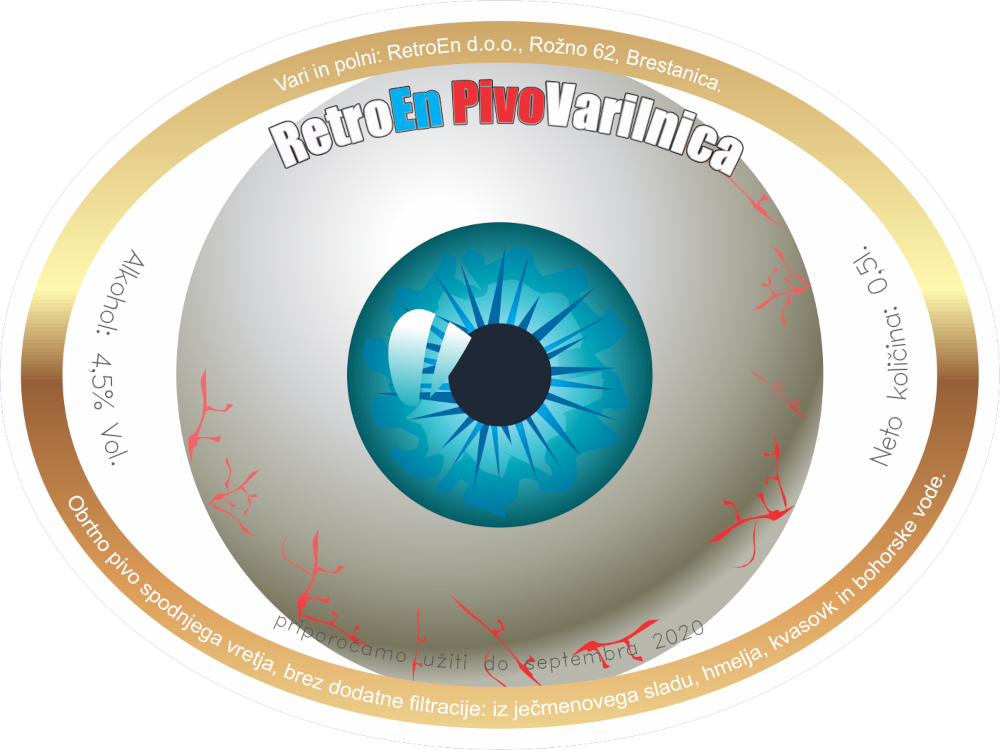 Vari in polni: RetroEn d.o.o., Rožno 62, Brestanica.
RetroEn PivoVarilnica
Alkohol: 4,5% Vol.
Neto količina: 0,5l.
priporočamo užiti do septembra 2020
Obrtno pivo spodnjega vretja, brez dodatne filtracije: iz ječmenovega sladu, hmelja, kvasovk in bohorske vode.